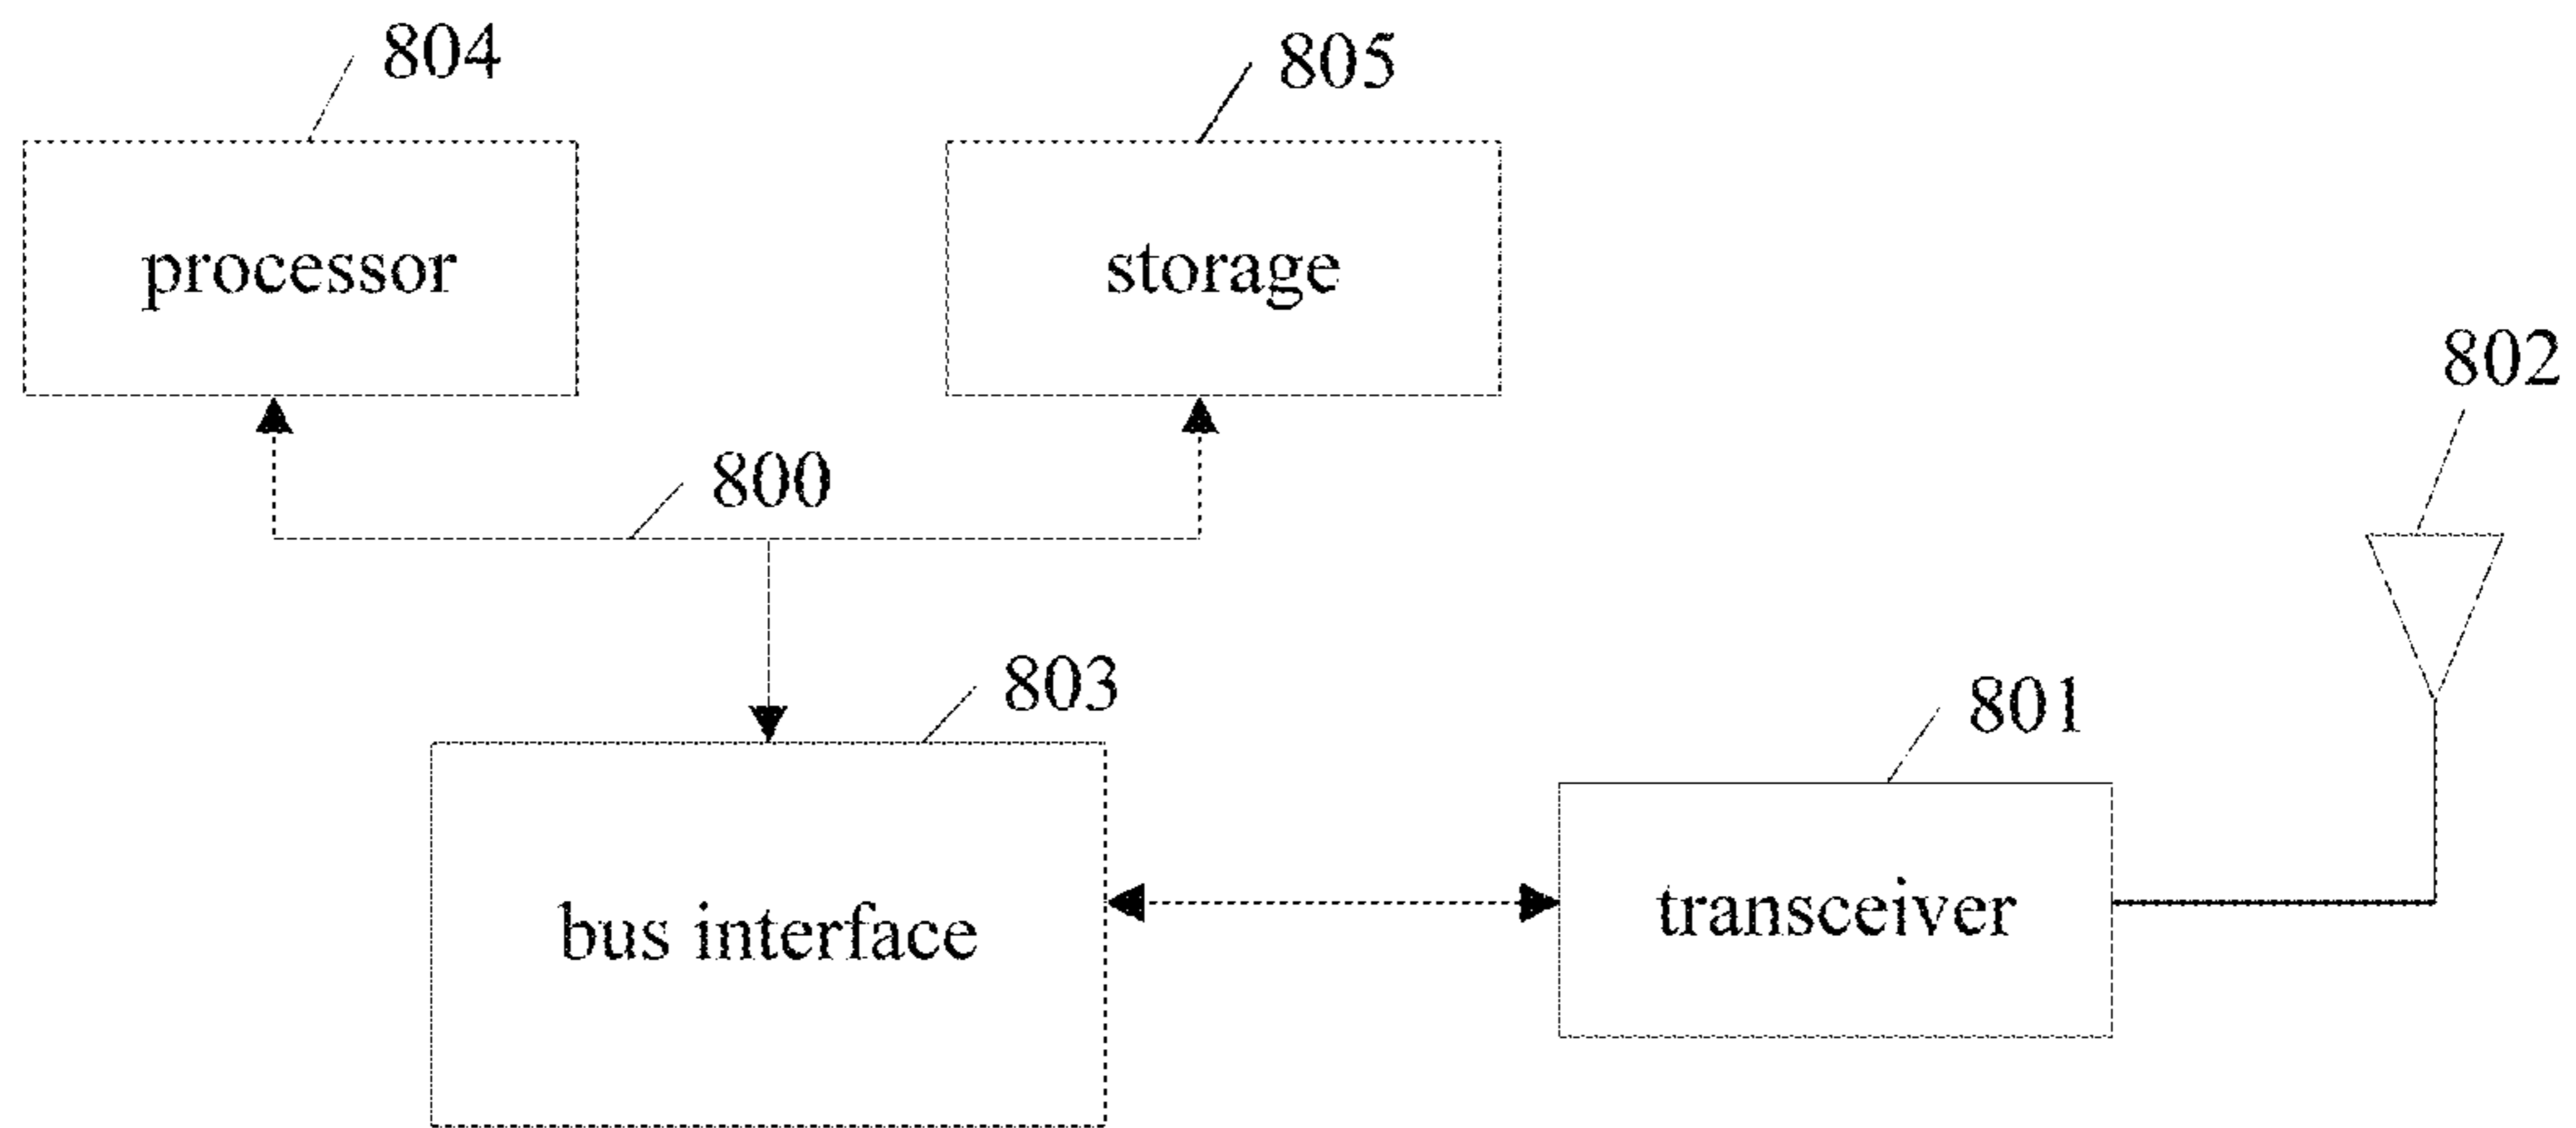 804
805
processor
storage
802
800
803
801
bus interface
transceiver